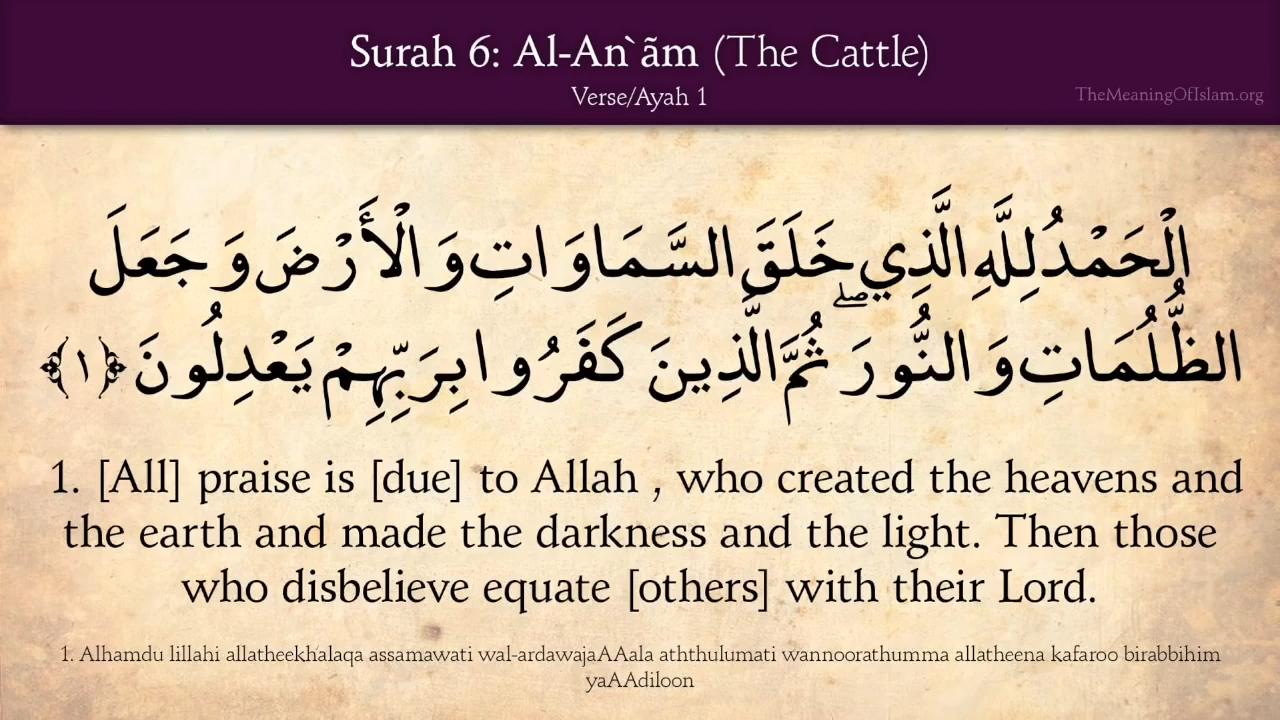 Surah 6: Al-An`ãm (The Cattle)
Verse/Ayah 1
TheMeaningOfIslam.org
الْحَمْدُ لِلَّهِ الَّذِي خَلَقَ السَّمَاوَاتِ وَالْأَرْضَ وَجَعَلَ
الظُّلُمَاتِ وَالنُّورَ ۖ ثُمَّ الَّذِينَ كَفَرُوا بِرَبِّهِمْ يَعْدِلُونَ ﴿١﴾
1. [All] praise is [due] to Allah , who created the heavens and
the earth and made the darkness and the light. Then those
who disbelieve equate [others] with their Lord.
1. Alhamdu lillahi allatheekhalaqa assamawati wal-ardawajaAAala aththulumati wannoorathumma allatheena kafaroo birabbihim
yaAAdiloon